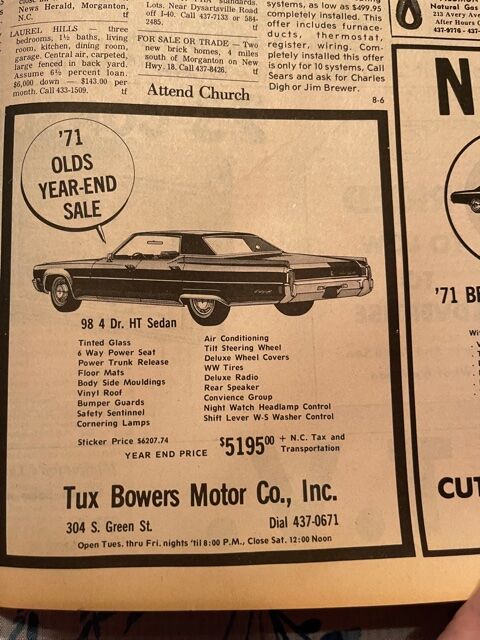 ows Herald, Morganton,
N.C.
LAUREL HILLS — three
bedrooms, 1½ baths, living
room, kitchen, dining room,
garage. Central air, carpeted,
large fenced in back yard.
Assume 6½ percent loan.
$6,000 down — $143.00 per
month. Call 433-1509. tf
standards.
Lots. Near Dysartsville Road
off I-40. Call 437-7133 or 584-
2485. tf
FOR SALE OR TRADE — Two
new brick homes, 4 miles
south of Morganton on New
Hwy. 18. Call 437-8426. tf
Attend Church
systems, as low as $499.95
completely installed. This
offer includes furnace,
ducts, thermostat,
register, wiring. Com-
pletely installed this offer
is only for 10 systems. Call
Sears and ask for Charles
Digh or Jim Brewer.
8-6
Natural Gas
213 Avery Ave
After Hours C
437-9776 - 437
'71
OLDS
YEAR-END
SALE
98 4 Dr. HT Sedan
Tinted Glass
6 Way Power Seat
Power Trunk Release
Floor Mats
Body Side Mouldings
Vinyl Roof
Bumper Guards
Safety Sentinnel
Cornering Lamps
Air Conditioning
Tilt Steering Wheel
Deluxe Wheel Covers
WW Tires
Deluxe Radio
Rear Speaker
Convience Group
Night Watch Headlamp Control
Shift Lever W-S Washer Control
Sticker Price $6207.74
YEAR END PRICE $5195.00 + N.C. Tax and
Transportation
Tux Bowers Motor Co., Inc.
304 S. Green St. Dial 437-0671
Open Tues. thru Fri. nights 'til 8:00 P.M., Close Sat. 12:00 Noon
N
'71 B
Wi
CUT